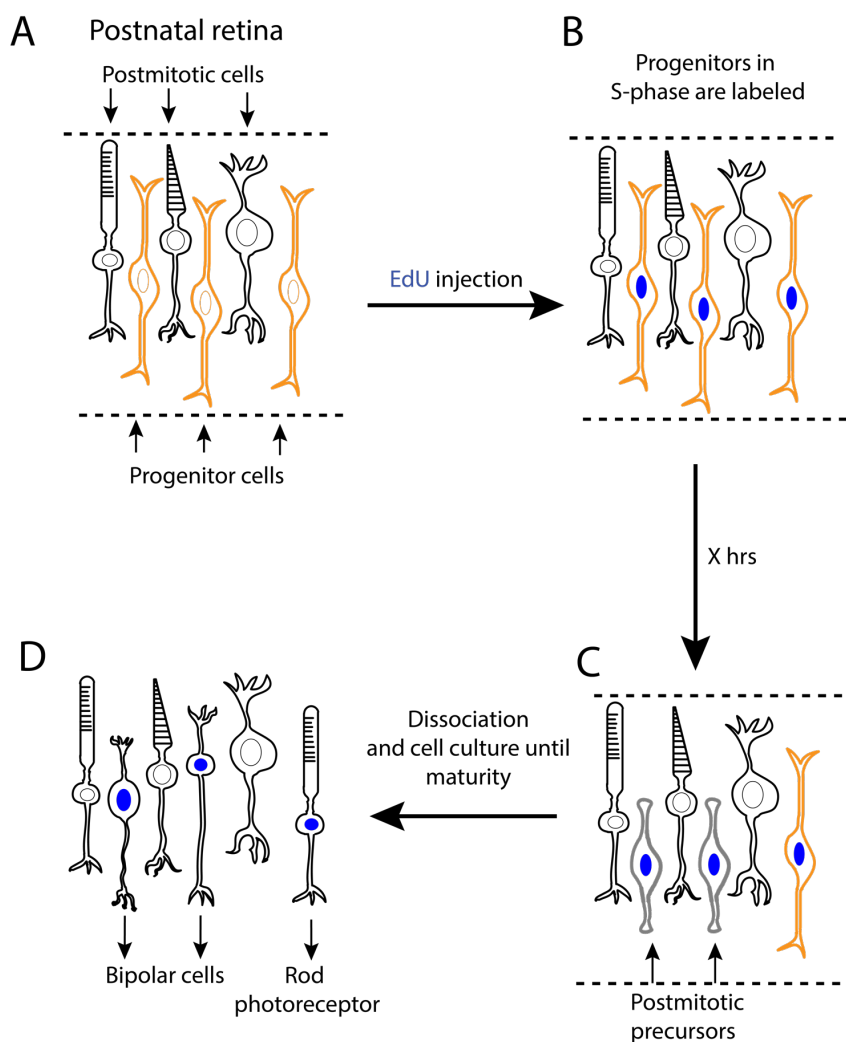 A
Postnatal retina
Postmitotic cells
Progenitor cells
EdU injection
B
Progenitors in
S-phase are labeled
X hrs
C
Postmitotic
precursors
Dissociation
and cell culture until
maturity
D
Bipolar cells
Rod
photoreceptor